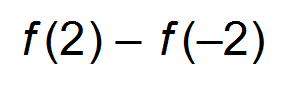 f(2) – f(–2)